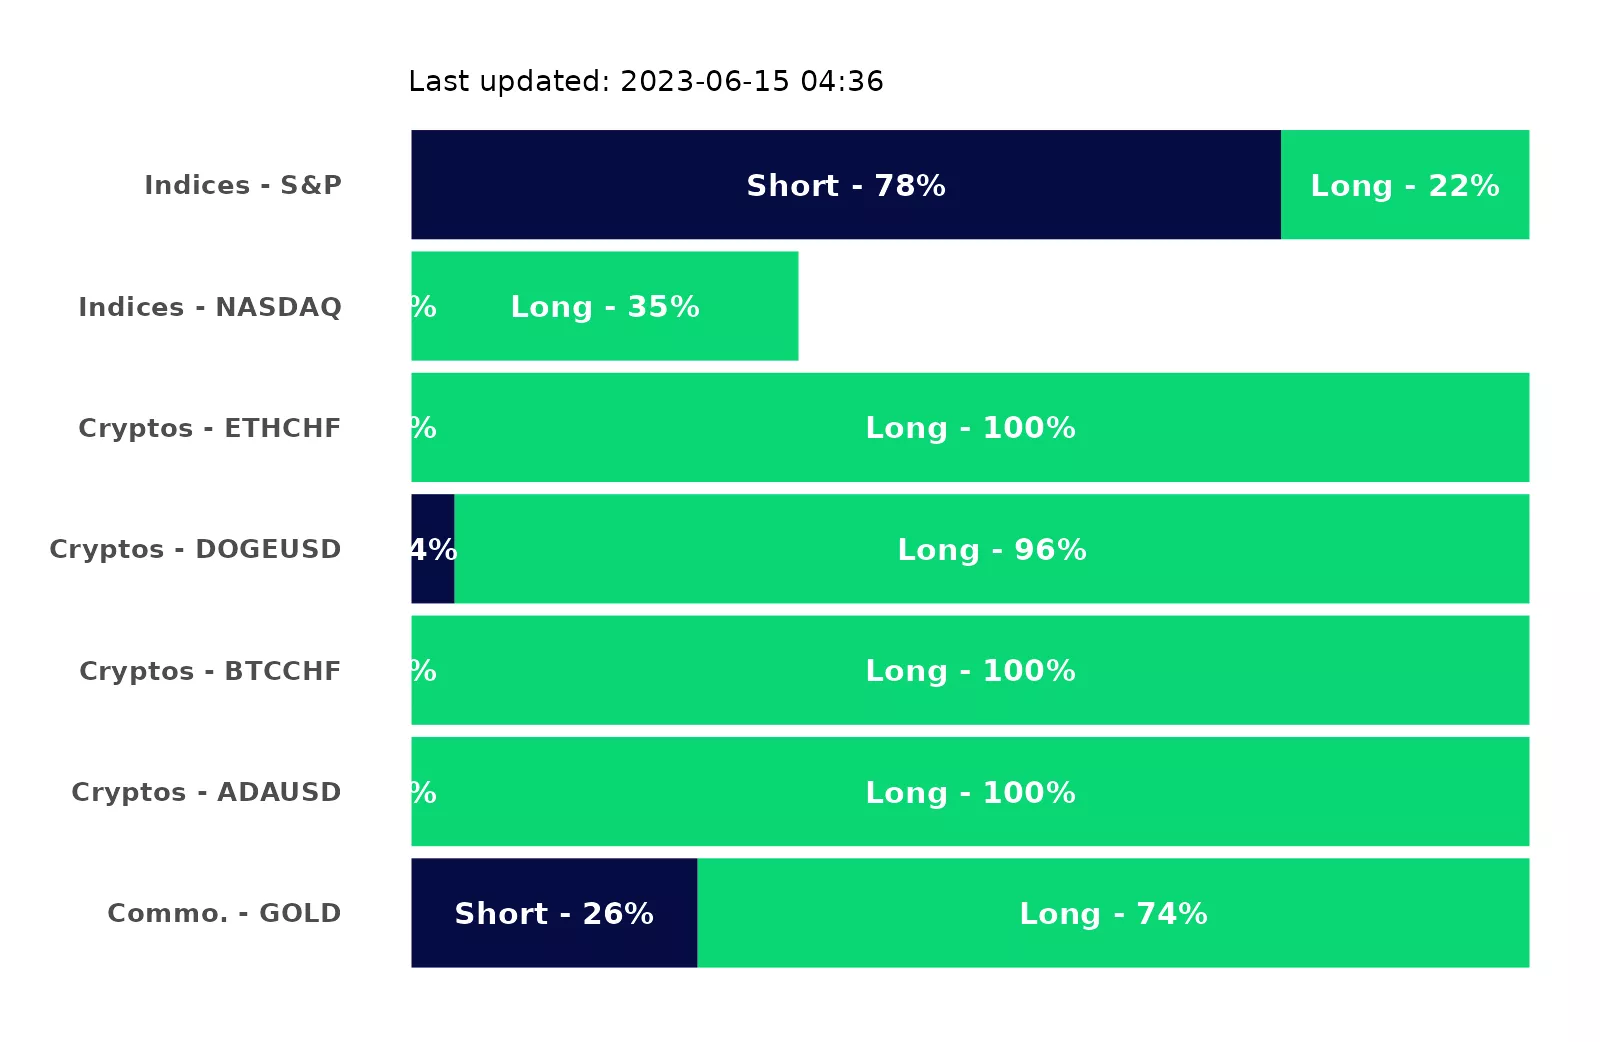 Last updated: 2023-06-15 04:36
Indices - S&P Short - 78% Long - 22%
Indices - NASDAQ % Long - 35%
Cryptos - ETHCHF % Long - 100%
Cryptos - DOGEUSD 4% Long - 96%
Cryptos - BTCCHF % Long - 100%
Cryptos - ADAUSD % Long - 100%
Commo. - GOLD Short - 26% Long - 74%